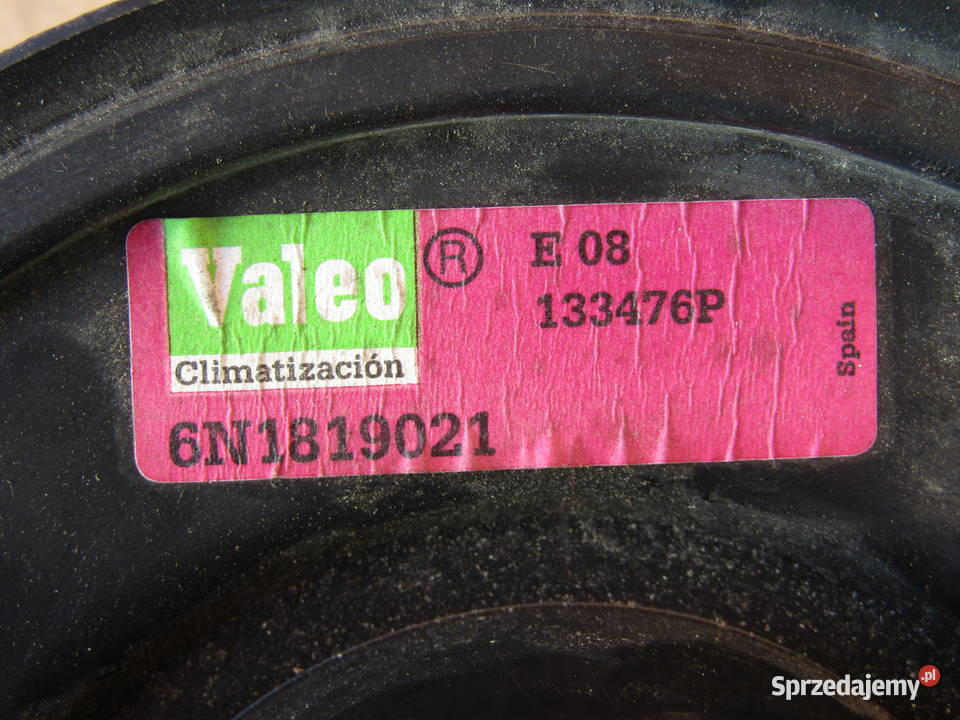 Valeo ®
Climatización
E 08
133476P
Spain
6N1819021
Sprzedajemy.pl